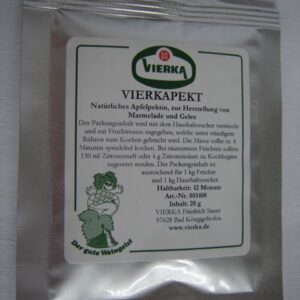 VIERKA
VIERKAPEKT
Natürliches Apfelpektin, zur Herstellung von
Marmelade und Gelee
Der Packungsinhalt wird mit dem Haushaltszucker vermischt
und zur Fruchtmasse zugegeben, welche unter ständigem
Rühren zum Kochen gebracht wird. Die Masse sollte ca. 4
Minuten sprudelnd kochen. Bei säurearmen Früchten sollten
150 ml Zitronensaft oder 4 g Zitronensäure zu Kochbeginn
zugesetzt werden. Der Packungsinhalt ist
ausreichend für 1 kg Früchte
und 1 kg Haushaltszucker.
Haltbarkeit: 12 Monate
Art.-Nr. 055108
Inhalt: 20 g
VIERKA Friedrich Sauer
97628 Bad Königshofen
www.vierka.de
Der gute Weingeist